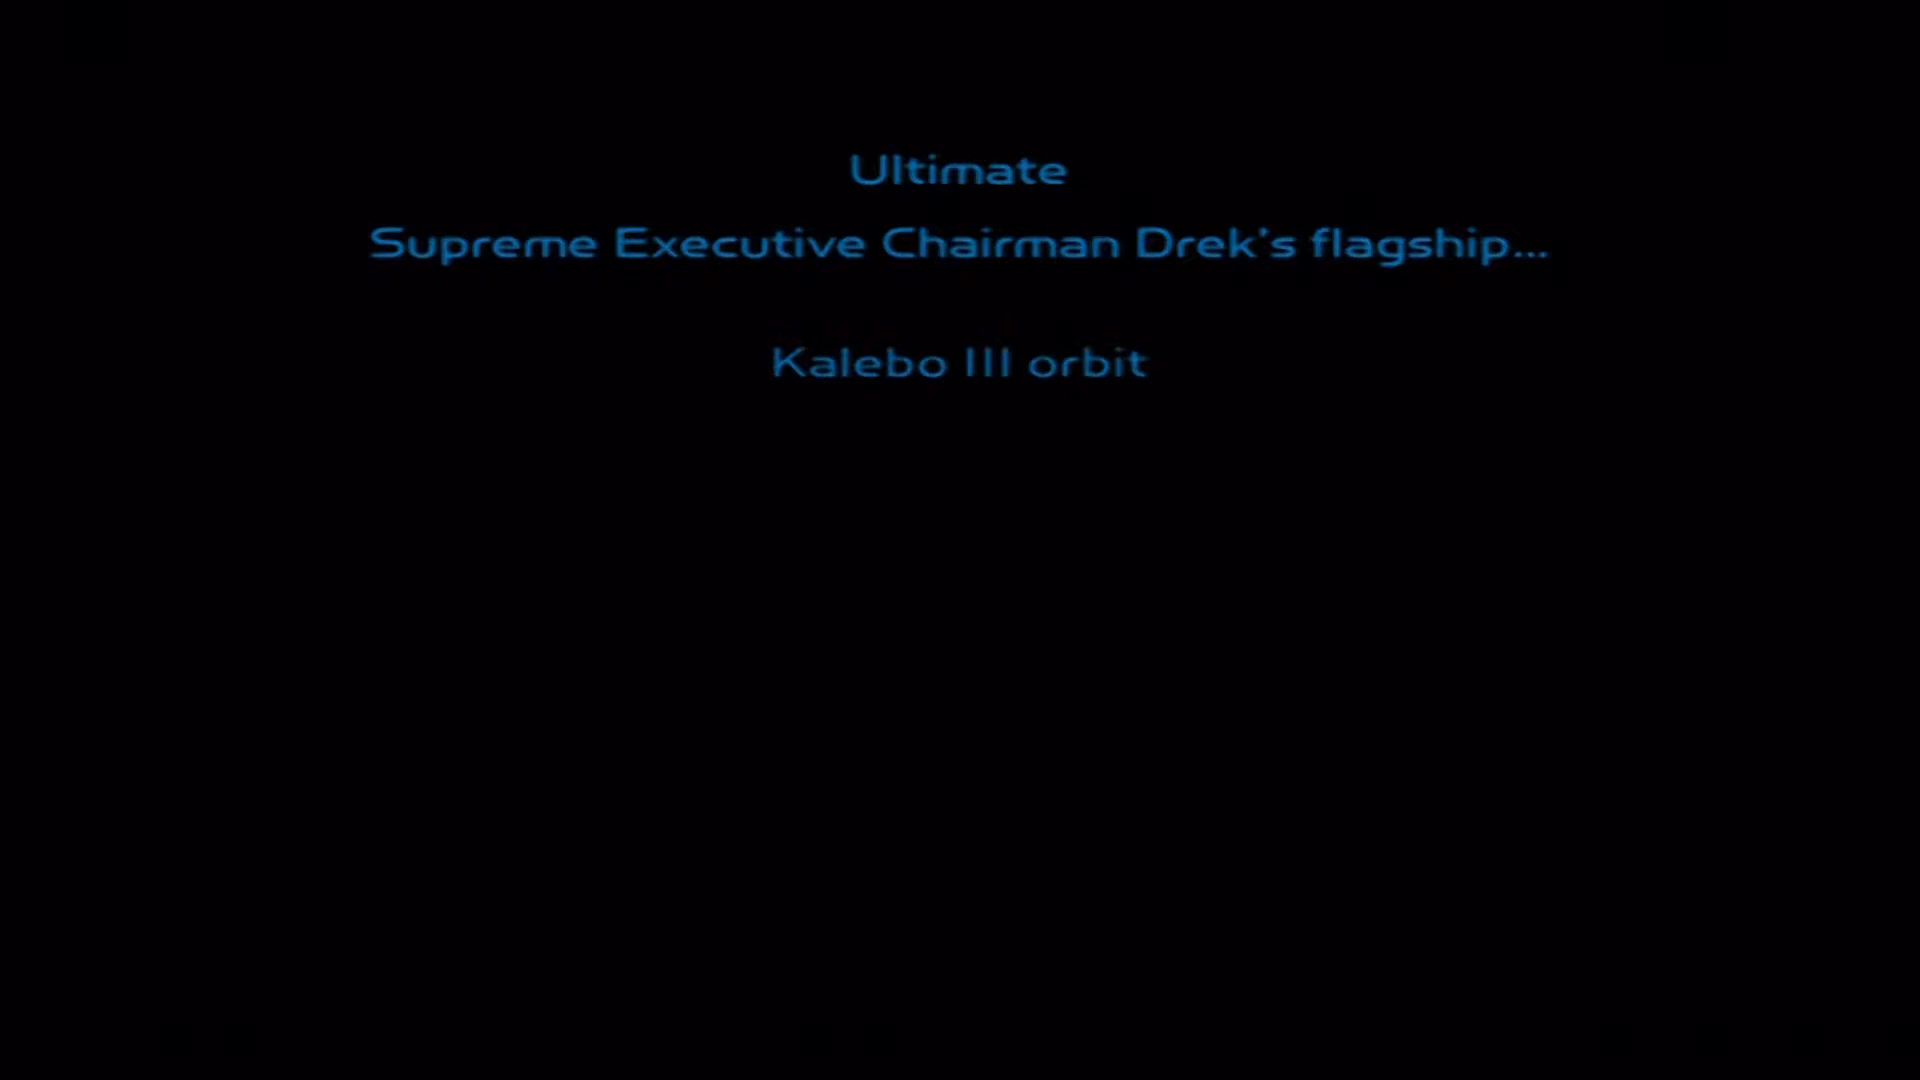 Ultimate
Supreme Executive Chairman Drek's flagship...
Kalebo III orbit